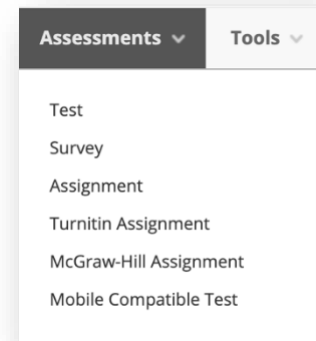 Assessments Tools
Test
Survey
Assignment
Turnitin Assignment
McGraw-Hill Assignment
Mobile Compatible Test